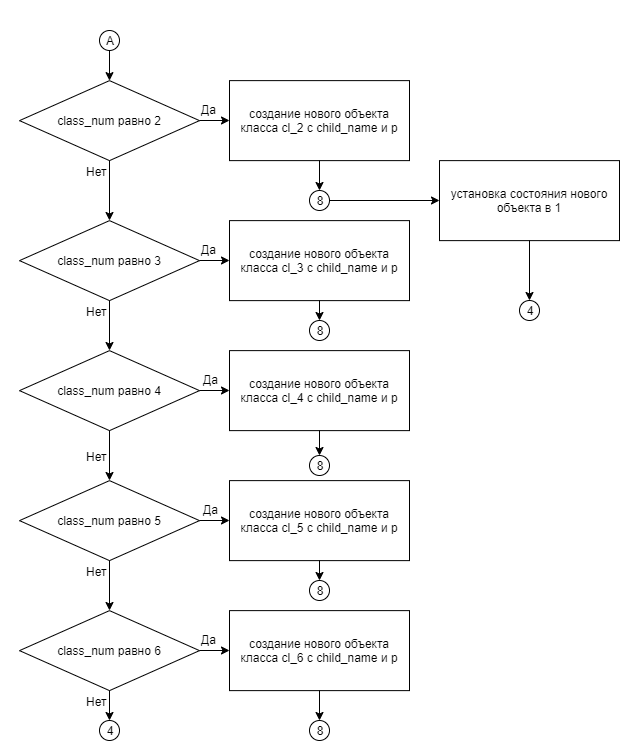 A
class_num равно 2
Да
создание нового объекта
класса cl_2 с child_name и p
Нет
8
установка состояния нового
объекта в 1
4
class_num равно 3
Да
создание нового объекта
класса cl_3 с child_name и p
Нет
8
class_num равно 4
Да
создание нового объекта
класса cl_4 с child_name и p
Нет
8
class_num равно 5
Да
создание нового объекта
класса cl_5 с child_name и p
Нет
8
class_num равно 6
Да
создание нового объекта
класса cl_6 с child_name и p
Нет
4
8